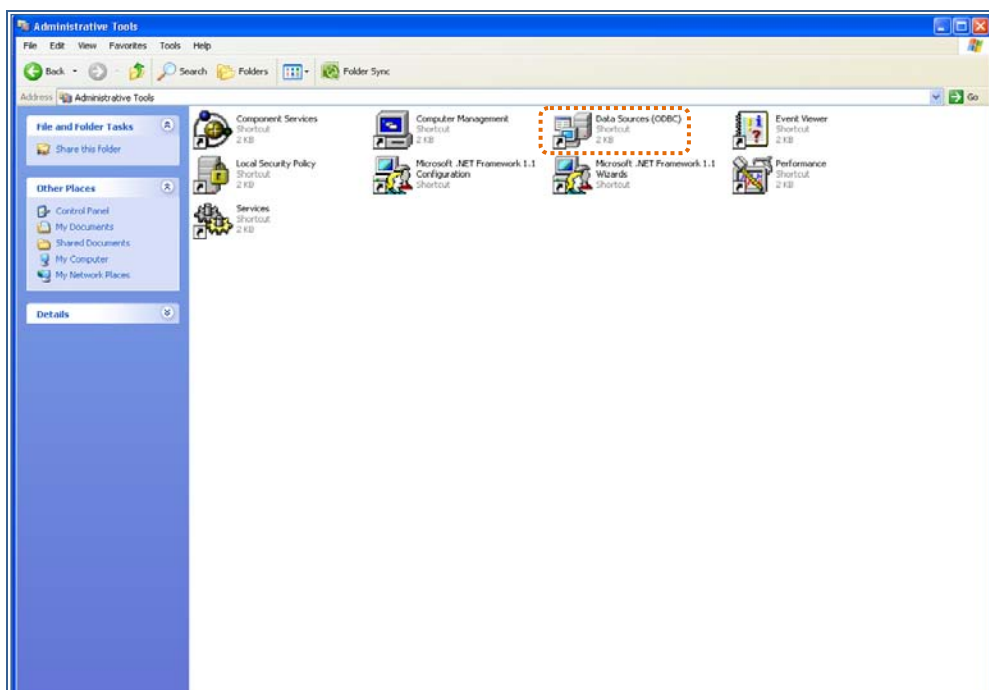 Administrative Tools
File Edit View Favorites Tools Help
Back Search Folders Folder Sync
Address Administrative Tools Go
File and Folder Tasks
Share this folder
Other Places
Control Panel
My Documents
Shared Documents
My Computer
My Network Places
Details
Component Services
Shortcut
2 KB
Computer Management
Shortcut
2 KB
Data Sources (ODBC)
Shortcut
2 KB
Event Viewer
Shortcut
2 KB
Local Security Policy
Shortcut
2 KB
Microsoft .NET Framework 1.1
Configuration
Shortcut
Microsoft .NET Framework 1.1
Wizards
Shortcut
Performance
Shortcut
2 KB
Services
Shortcut
2 KB